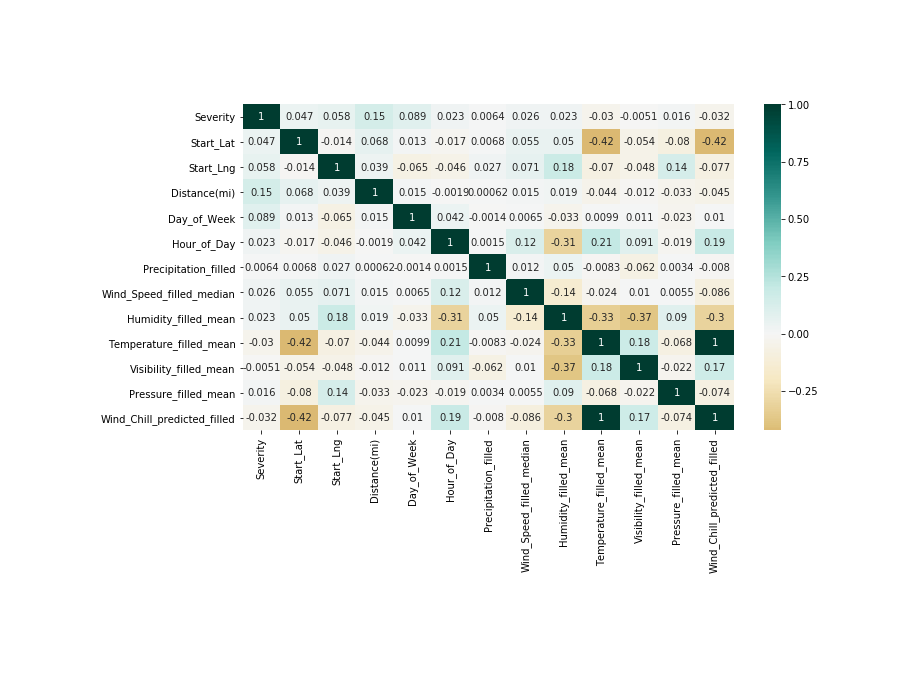 Severity 1 0.047 0.058 0.15 0.089 0.023 0.0064 0.026 0.023 -0.03 -0.0051 0.016 -0.032
Start_Lat 0.047 1 -0.014 0.068 0.013 -0.017 0.0068 0.055 0.05 -0.42 -0.054 -0.08 -0.42
Start_Lng 0.058 -0.014 1 0.039 -0.065 -0.046 0.027 0.071 0.18 -0.07 -0.048 0.14 -0.077
Distance(mi) 0.15 0.068 0.039 1 0.015 -0.0019 0.00062 0.015 0.019 -0.044 -0.012 -0.033 -0.045
Day_of_Week 0.089 0.013 -0.065 0.015 1 0.042 -0.0014 0.0065 -0.033 0.0099 0.011 -0.023 0.01
Hour_of_Day 0.023 -0.017 -0.046 -0.0019 0.042 1 0.0015 0.12 -0.31 0.21 0.091 -0.019 0.19
Precipitation_filled 0.0064 0.0068 0.027 0.00062 -0.0014 0.0015 1 0.012 0.05 -0.0083 -0.062 0.0034 -0.008
Wind_Speed_filled_median 0.026 0.055 0.071 0.015 0.0065 0.12 0.012 1 -0.14 -0.024 0.01 0.0055 -0.086
Humidity_filled_mean 0.023 0.05 0.18 0.019 -0.033 -0.31 0.05 -0.14 1 -0.33 -0.37 0.09 -0.3
Temperature_filled_mean -0.03 -0.42 -0.07 -0.044 0.0099 0.21 -0.0083 -0.024 -0.33 1 0.18 -0.068 1
Visibility_filled_mean -0.0051 -0.054 -0.048 -0.012 0.011 0.091 -0.062 0.01 -0.37 0.18 1 -0.022 0.17
Pressure_filled_mean 0.016 -0.08 0.14 -0.033 -0.023 -0.019 0.0034 0.0055 0.09 -0.068 -0.022 1 -0.074
Wind_Chill_predicted_filled -0.032 -0.42 -0.077 -0.045 0.01 0.19 -0.008 -0.086 -0.3 1 0.17 -0.074 1
Severity
Start_Lat
Start_Lng
Distance(mi)
Day_of_Week
Hour_of_Day
Precipitation_filled
Wind_Speed_filled_median
Humidity_filled_mean
Temperature_filled_mean
Visibility_filled_mean
Pressure_filled_mean
Wind_Chill_predicted_filled
1.00
0.75
0.50
0.25
0.00
−0.25